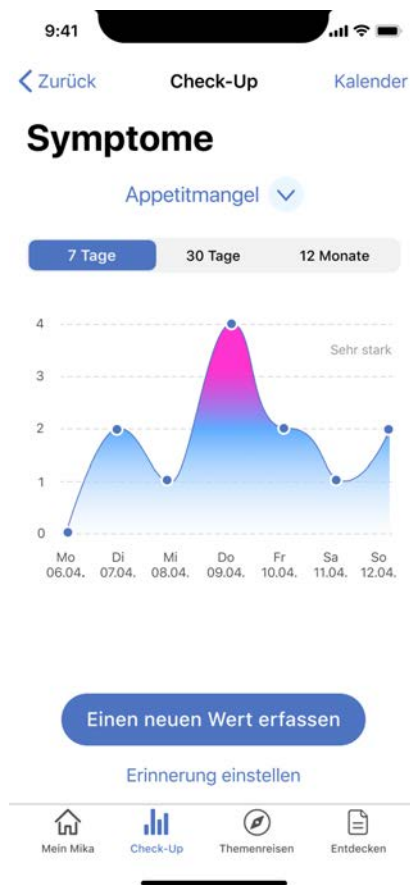 9:41
Zurück Check-Up Kalender
Symptome
Appetitmangel
7 Tage 30 Tage 12 Monate
4
Sehr stark
3
2
1
0
Mo Di Mi Do Fr Sa So
06.04. 07.04. 08.04. 09.04. 10.04. 11.04. 12.04.
Einen neuen Wert erfassen
Erinnerung einstellen
Mein Mika Check-Up Themenreisen Entdecken